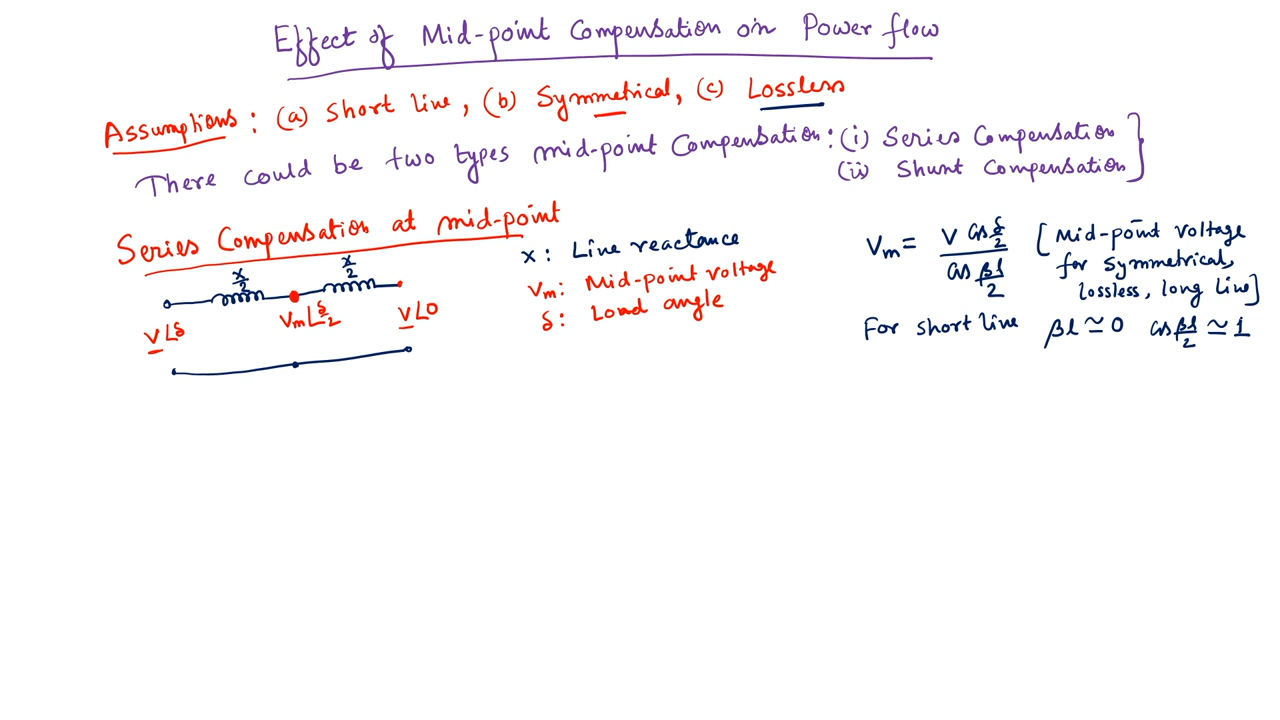 Effect of Mid-point Compensation on Power flow
Assumptions: (a) Short line, (b) Symmetrical, (c) Lossless
There could be two types mid-point Compensation: (i) Series Compensation
(ii) Shunt Compensation
Series Compensation at mid-point
x/2 x/2
V∠δ Vm∠δ/2 V∠0
x: Line reactance
Vm: Mid-point voltage
δ: Load angle
Vm = V cos δ/2 / cos βl/2 [Mid-point voltage
for symmetrical,
lossless, long line]
For short line βl ≃ 0 cos βl/2 ≃ 1